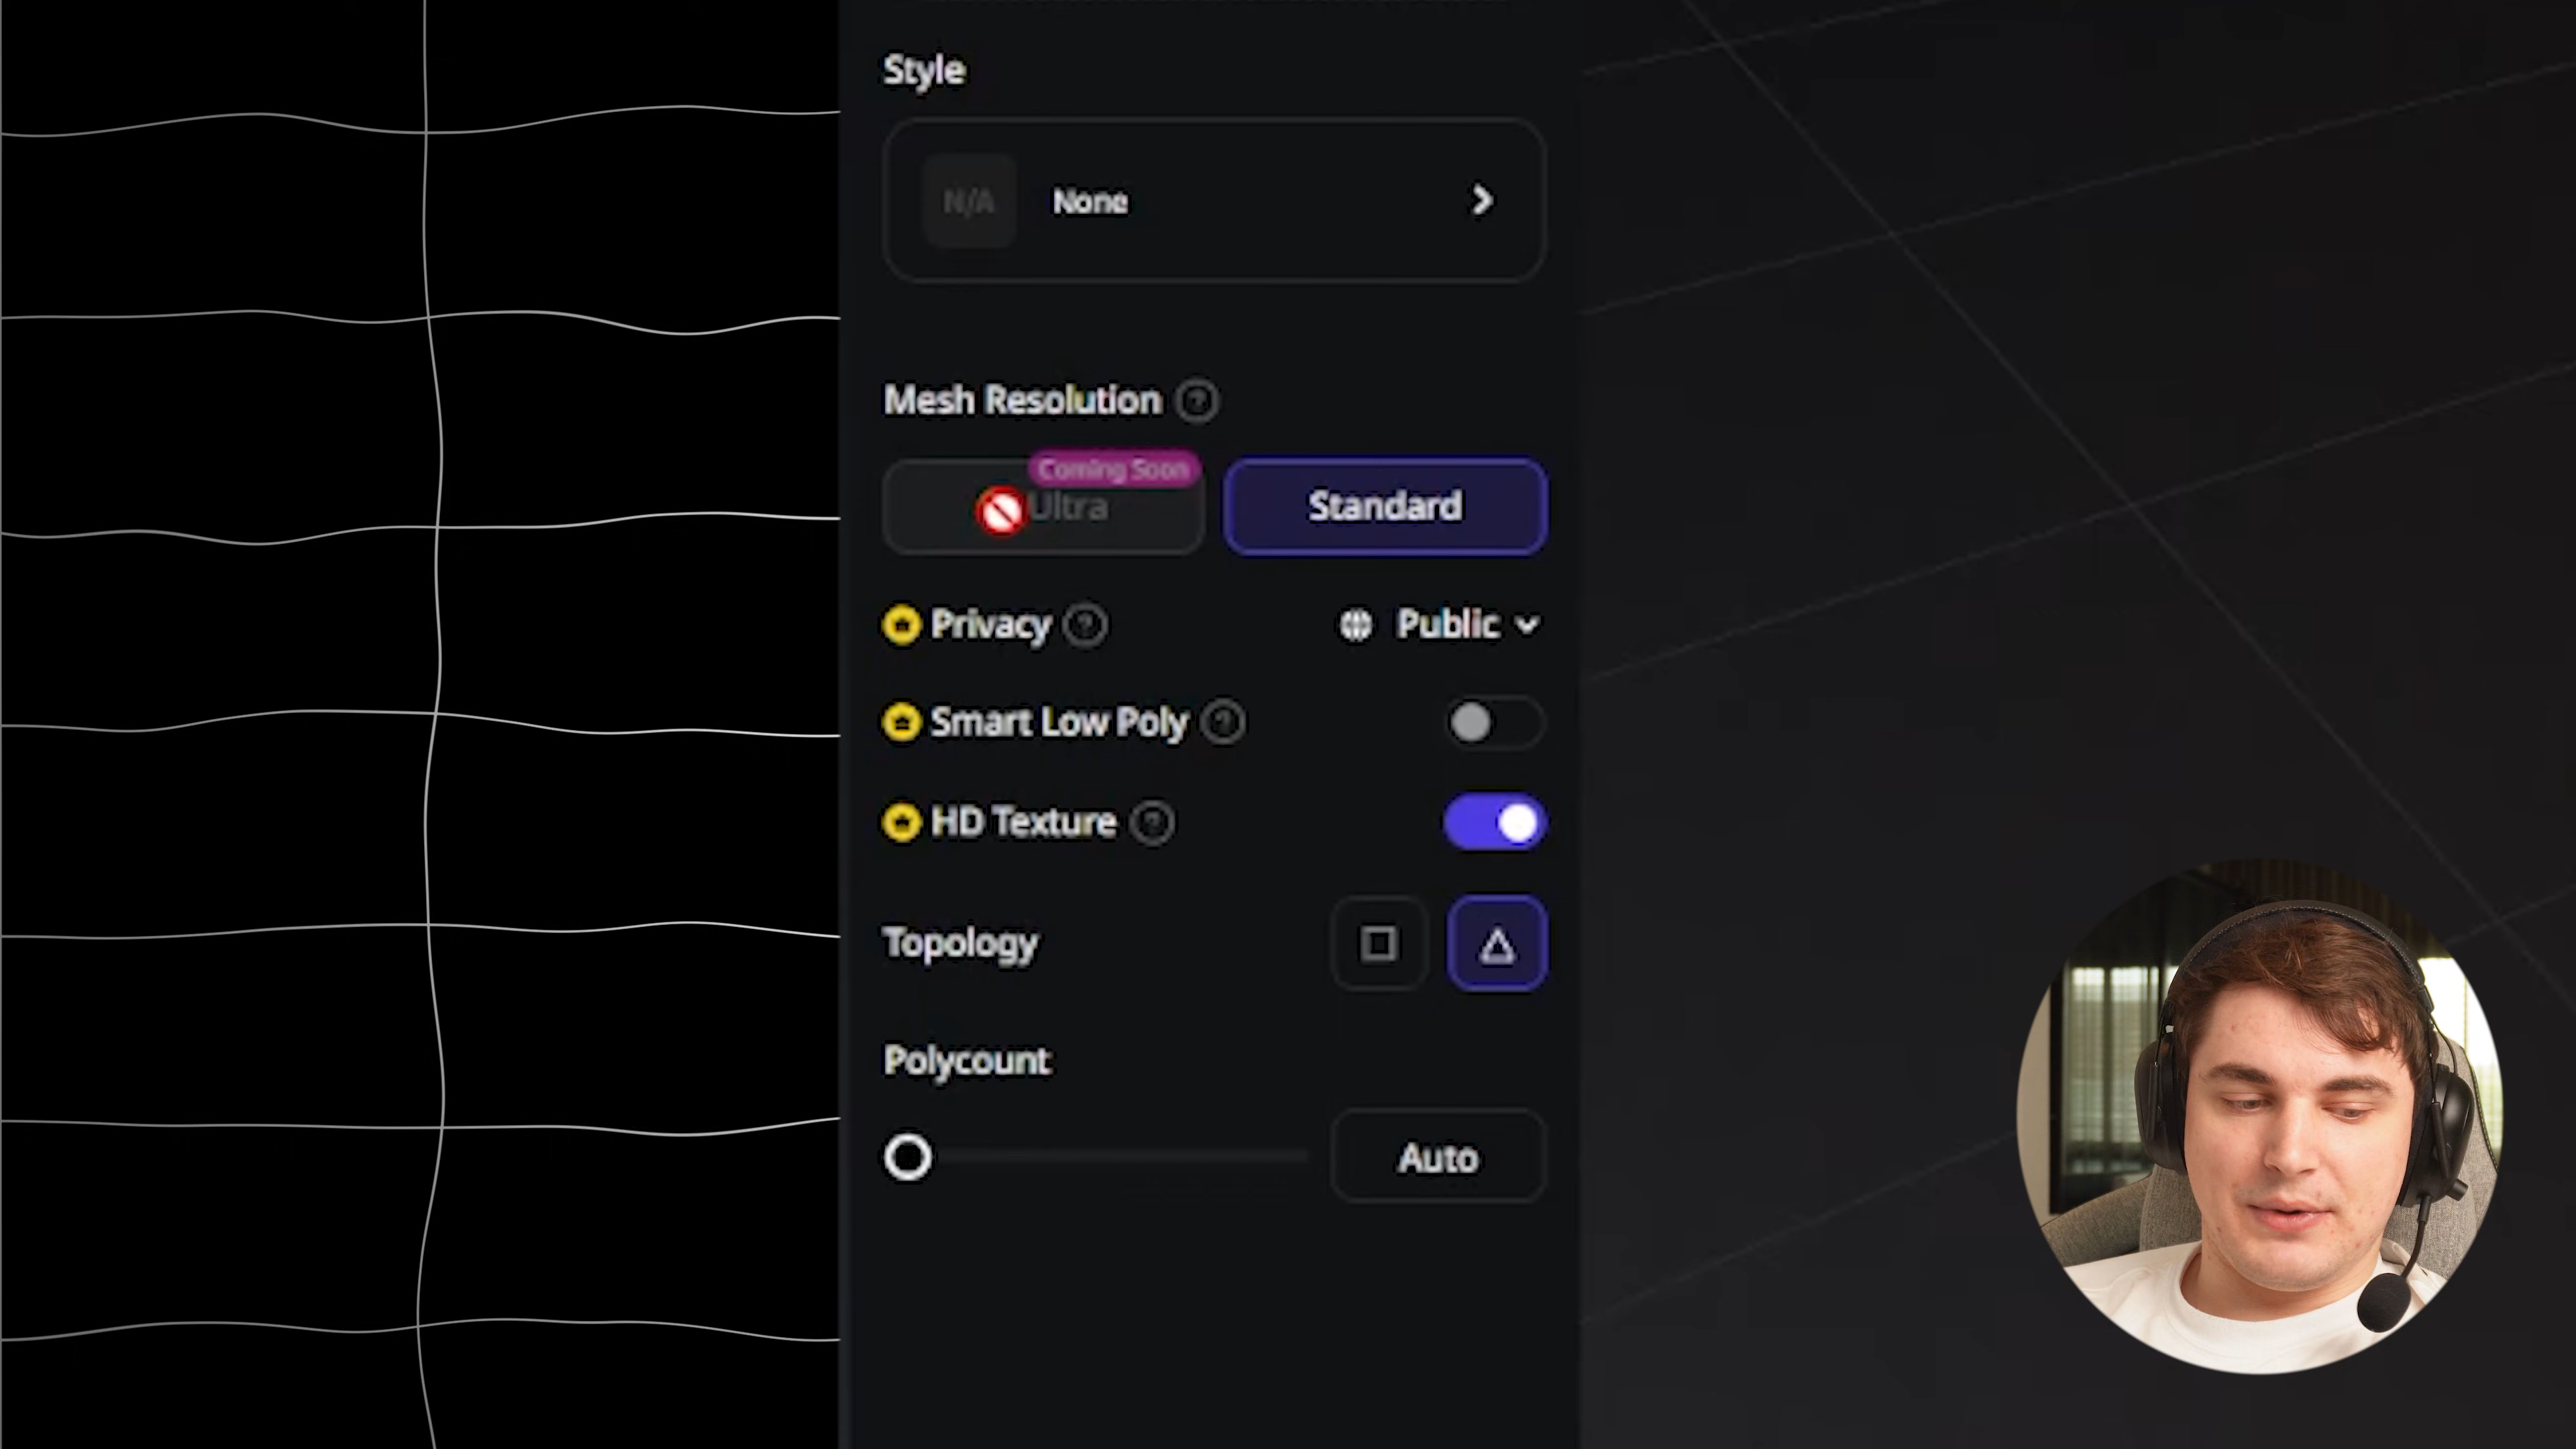 Style
N/A None
Mesh Resolution ?
Coming Soon
Ultra Standard
Privacy ? Public
Smart Low Poly ?
HD Texture ?
Topology
Polycount
Auto